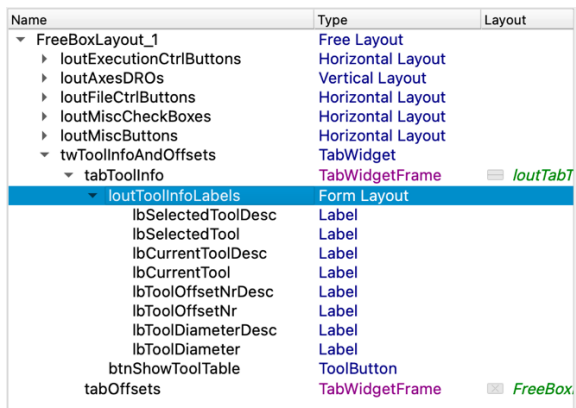 Name Type Layout
FreeBoxLayout_1 Free Layout
loutExecutionCtrlButtons Horizontal Layout
loutAxesDROs Vertical Layout
loutFileCtrlButtons Horizontal Layout
loutMiscCheckBoxes Horizontal Layout
loutMiscButtons Horizontal Layout
twToolInfoAndOffsets TabWidget
tabToolInfo TabWidgetFrame loutTabT
loutToolInfoLabels Form Layout
lbSelectedToolDesc Label
lbSelectedTool Label
lbCurrentToolDesc Label
lbCurrentTool Label
lbToolOffsetNrDesc Label
lbToolOffsetNr Label
lbToolDiameterDesc Label
lbToolDiameter Label
btnShowToolTable ToolButton
tabOffsets TabWidgetFrame FreeBox